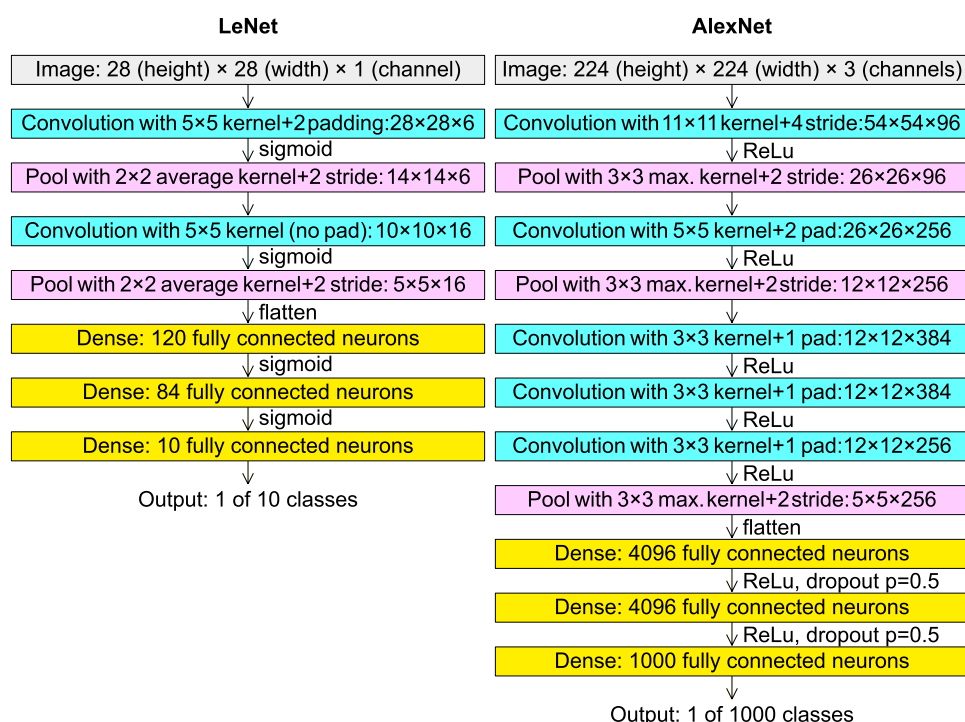 LeNet
Image: 28 (height) × 28 (width) × 1 (channel)
Convolution with 5×5 kernel+2 padding:28×28×6
sigmoid
Pool with 2×2 average kernel+2 stride: 14×14×6
Convolution with 5×5 kernel (no pad): 10×10×16
sigmoid
Pool with 2×2 average kernel+2 stride: 5×5×16
flatten
Dense: 120 fully connected neurons
sigmoid
Dense: 84 fully connected neurons
sigmoid
Dense: 10 fully connected neurons
Output: 1 of 10 classes
AlexNet
Image: 224 (height) × 224 (width) × 3 (channels)
Convolution with 11×11 kernel+4 stride:54×54×96
ReLu
Pool with 3×3 max. kernel+2 stride: 26×26×96
Convolution with 5×5 kernel+2 pad:26×26×256
ReLu
Pool with 3×3 max. kernel+2 stride:12×12×256
Convolution with 3×3 kernel+1 pad:12×12×384
ReLu
Convolution with 3×3 kernel+1 pad:12×12×384
ReLu
Convolution with 3×3 kernel+1 pad:12×12×256
ReLu
Pool with 3×3 max. kernel+2 stride:5×5×256
flatten
Dense: 4096 fully connected neurons
ReLu, dropout p=0.5
Dense: 4096 fully connected neurons
ReLu, dropout p=0.5
Dense: 1000 fully connected neurons
Output: 1 of 1000 classes